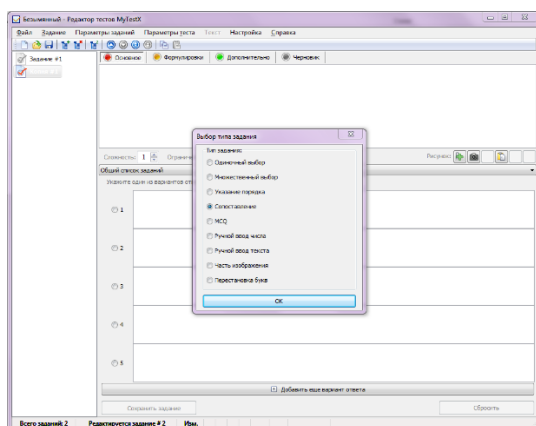 Безымянный - Редактор тестов MyTestX
Файл Задание Параметры задания Параметры теста Текст Настройка Справка
Задание #1
Основное Формулировка Дополнительно Черновик
Выбор типа задания
Тип задания:
Одиночный выбор
Множественный выбор
Указание порядка
Сопоставление
MCQ
Ручной ввод числа
Ручной ввод текста
Часть изображения
Перестановка букв
OK
Сложность: 1
Рисунок:
Общий список заданий
Укажите один из вариантов
1
2
3
4
5
Добавить еще вариант ответа
Сохранить задание
Сбросить
Всего заданий: 2 Редактируется задание # 2 Изм.